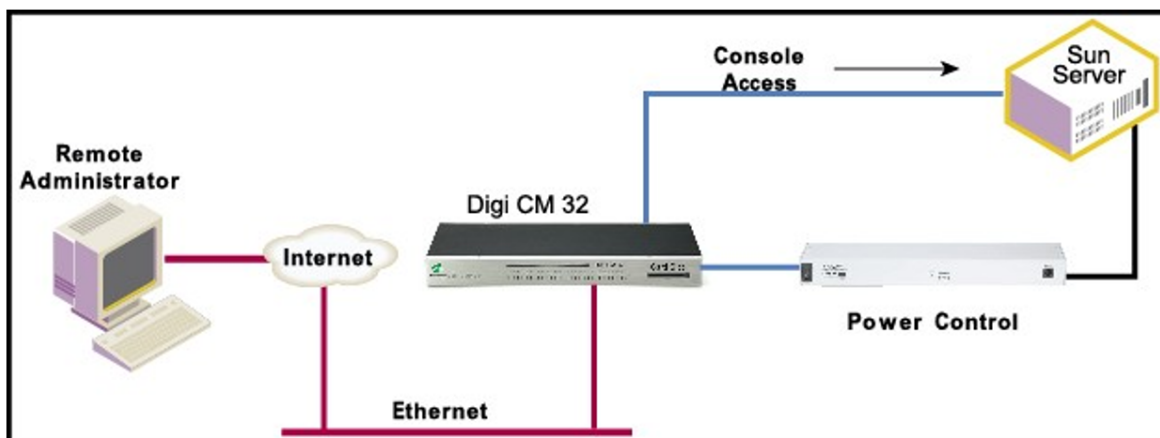 Console
Access
Sun
Server
Remote
Administrator
Digi CM 32
Internet
Power Control
Ethernet